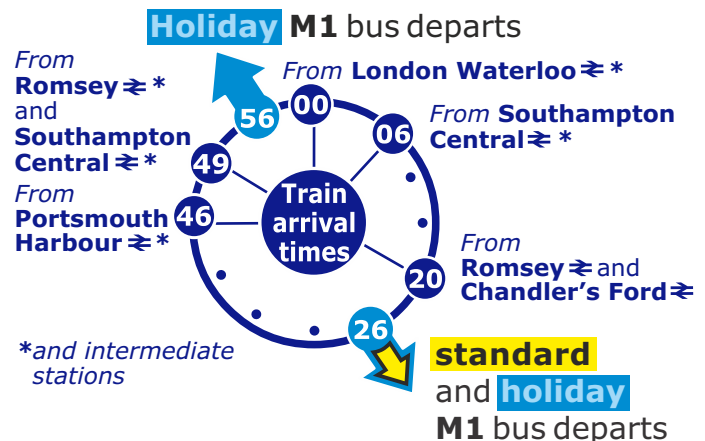 Holiday M1 bus departs
From
Romsey *
and
Southampton
Central *
From London Waterloo *
00
56
06
From Southampton
Central *
49
46
From
Portsmouth
Harbour *
Train
arrival
times
20
From
Romsey and
Chandler's Ford
26
*and intermediate
stations
standard
and holiday
M1 bus departs